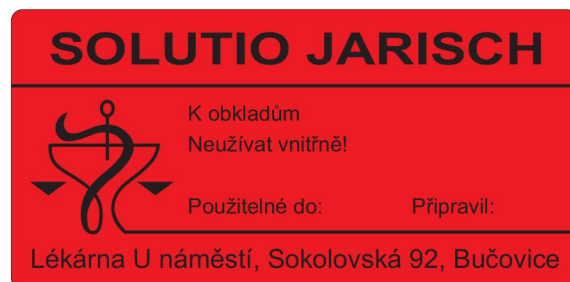 SOLUTIO JARISCH
K obkladům
Neužívat vnitřně!
Použitelné do: Připravil:
Lékárna U náměstí, Sokolovská 92, Bučovice